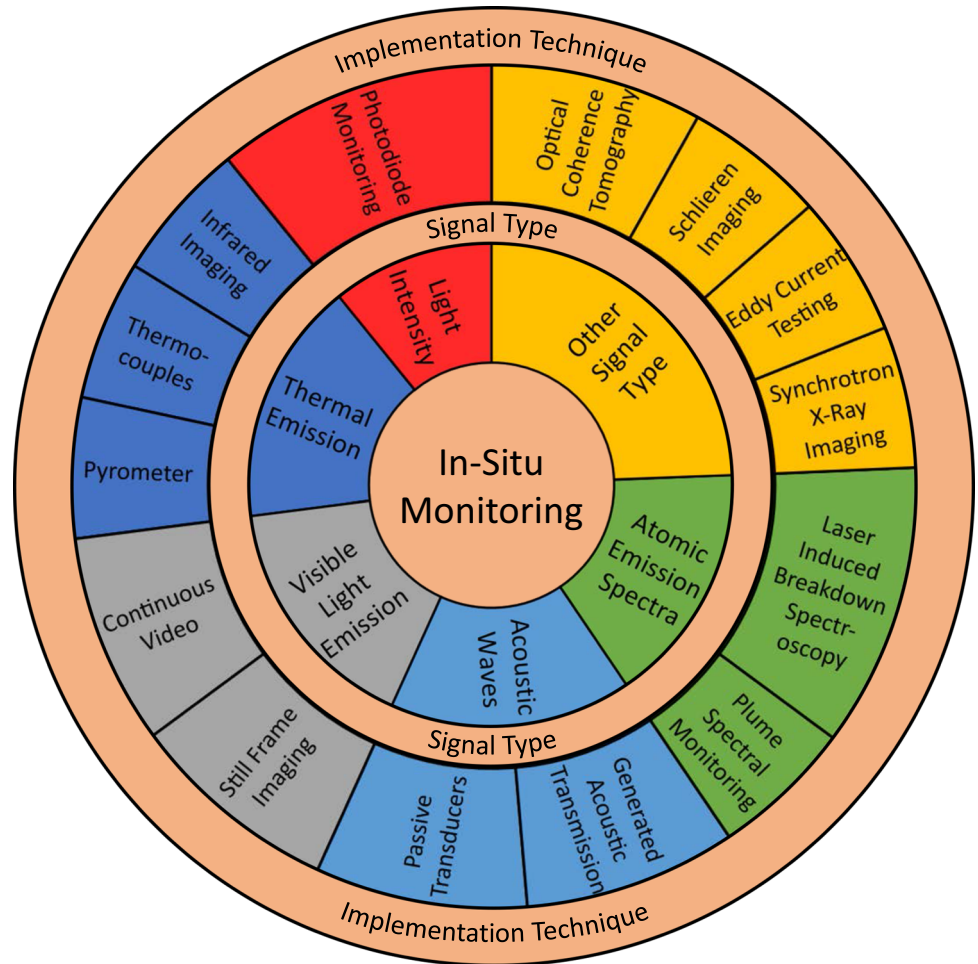 Implementation Technique
Photodiode
Monitoring
Optical
Coherence
Tomography
Schlieren
Imaging
Eddy Current
Testing
Synchrotron
X-Ray
Imaging
Laser
Induced
Breakdown
Spectr-
oscopy
Plume
Spectral
Monitoring
Generated
Acoustic
Transmission
Passive
Transducers
Still Frame
Imaging
Continuous
Video
Pyrometer
Thermo-
couples
Infrared
Imaging
Signal Type
Light
Intensity
Other
Signal
Type
Atomic
Emission
Spectra
Acoustic
Waves
Visible
Light
Emission
Thermal
Emission
In-Situ
Monitoring
Signal Type
Implementation Technique